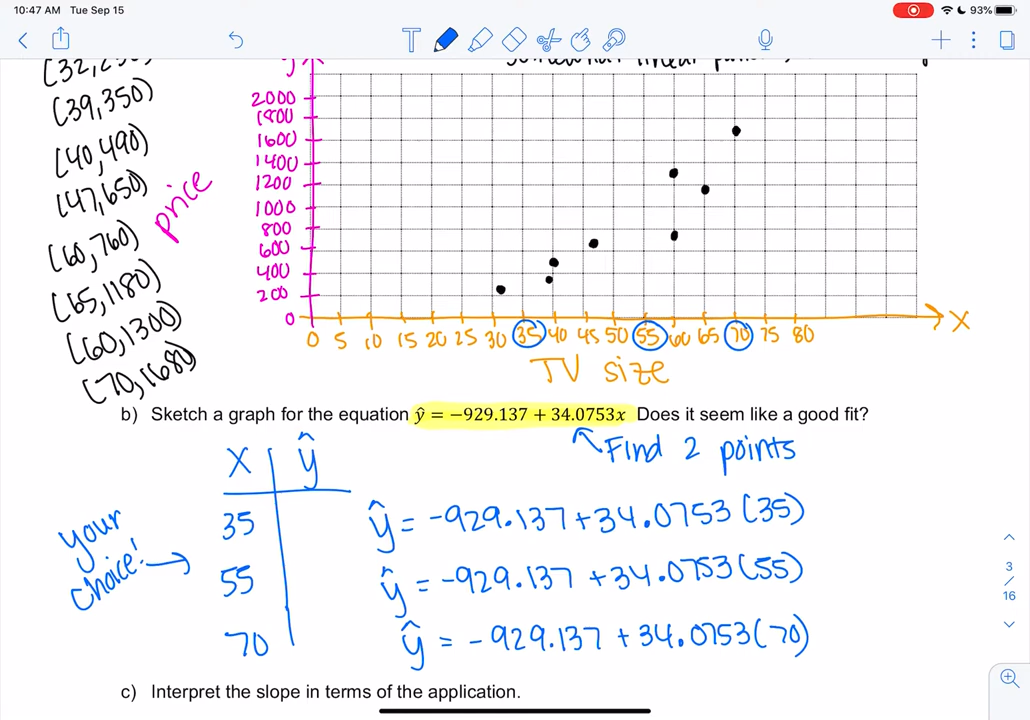 10:47 AM Tue Sep 15
93%
T
(39,350)
(40,490)
(47,650)
(60,760)
(65,1180)
(60,1300)
(70,1680)
price
y
2000
1800
1600
1400
1200
1000
800
600
400
200
0
0 5 10 15 20 25 30 35 40 45 50 55 60 65 70 75 80
X
TV size
b) Sketch a graph for the equation ŷ = −929.137 + 34.0753x Does it seem like a good fit?
Find 2 points
X ŷ
your choice!
35
55
70
ŷ = -929.137+34.0753(35)
ŷ = -929.137 +34.0753(55)
ŷ = -929.137 +34.0753(70)
c) Interpret the slope in terms of the application.
3
/
16